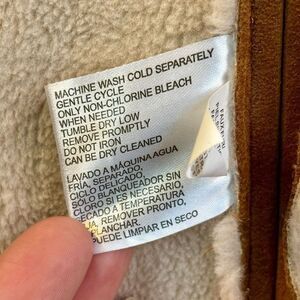 MACHINE WASH COLD SEPARATELY
GENTLE CYCLE
ONLY NON-CHLORINE BLEACH
WHEN NEEDED
TUMBLE DRY LOW
REMOVE PROMPTLY
DO NOT IRON
CAN BE DRY CLEANED
LAVADO A MÁQUINA AGUA
FRÍA, SEPARADO,
CICLO DELICADO,
SOLO BLANQUEADOR SIN
CLORO SI ES NECESARIO,
SECADO A TEMPERATURA
REMOVER PRONTO,
PLANCHAR.
PUEDE LIMPIAR EN SECO